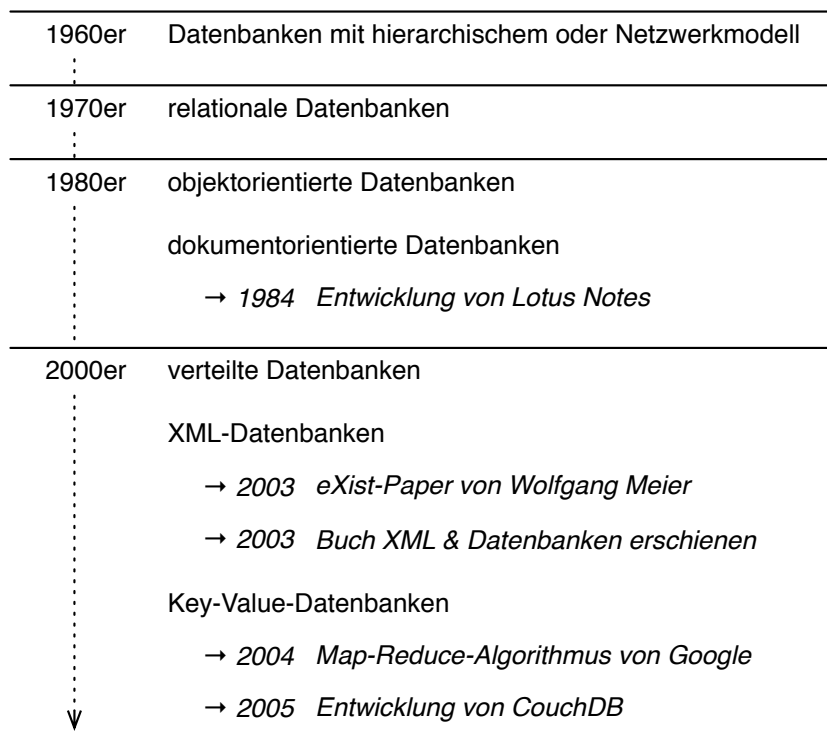 1960er Datenbanken mit hierarchischem oder Netzwerkmodell
1970er relationale Datenbanken
1980er objektorientierte Datenbanken
dokumentorientierte Datenbanken
→ 1984 Entwicklung von Lotus Notes
2000er verteilte Datenbanken
XML-Datenbanken
→ 2003 eXist-Paper von Wolfgang Meier
→ 2003 Buch XML & Datenbanken erschienen
Key-Value-Datenbanken
→ 2004 Map-Reduce-Algorithmus von Google
→ 2005 Entwicklung von CouchDB